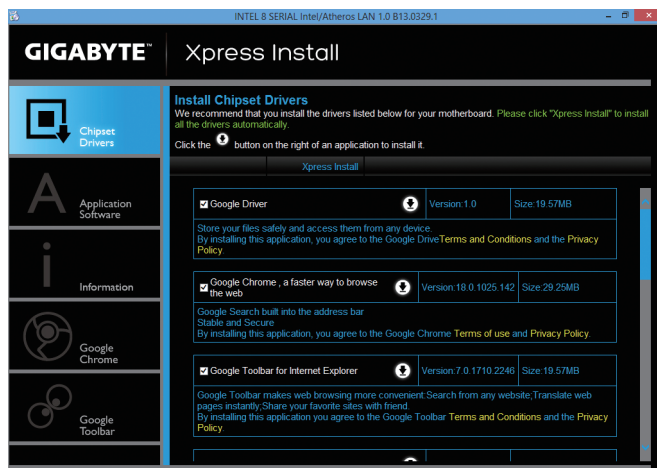 INTEL 8 SERIAL Intel/Atheros LAN 1.0 B13.0329.1
GIGABYTE™
Xpress Install
Chipset
Drivers
Application
Software
Information
Google
Chrome
Google
Toolbar
Install Chipset Drivers
We recommend that you install the drivers listed below for your motherboard. Please click "Xpress Install" to install
all the drivers automatically.
Click the button on the right of an application to install it.
Xpress Install
Google Driver Version:1.0 Size:19.57MB
Store your files safely and access them from any device.
By installing this application, you agree to the Google DriveTerms and Conditions and the Privacy
Policy.
Google Chrome , a faster way to browse
the web Version:18.0.1025.142 Size:29.25MB
Google Search built into the address bar
Stable and Secure
By installing this application, you agree to the Google Chrome Terms of use and Privacy Policy.
Google Toolbar for Internet Explorer Version:7.0.1710.2246 Size:19.57MB
Google Toolbar makes web browsing more convenient:Search from any website;Translate web
pages instantly;Share your favorite sites with friend.
By installing this application you agree to the Google Toolbar Terms and Conditions and the Privacy
Policy.